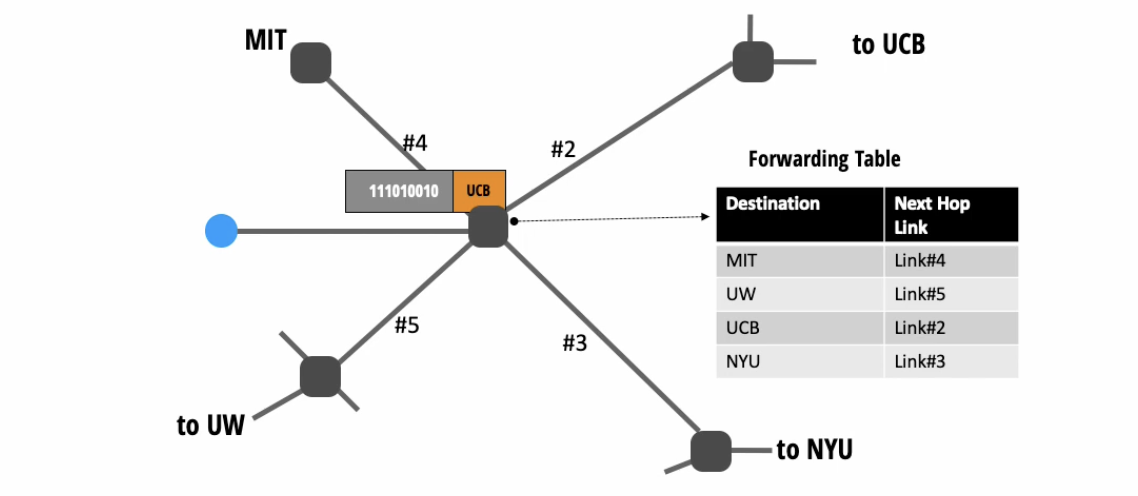 MIT
to UCB
#4
#2
111010010 UCB
Forwarding Table
Destination Next Hop
Link
MIT Link#4
UW Link#5
UCB Link#2
NYU Link#3
#5
#3
to UW
to NYU